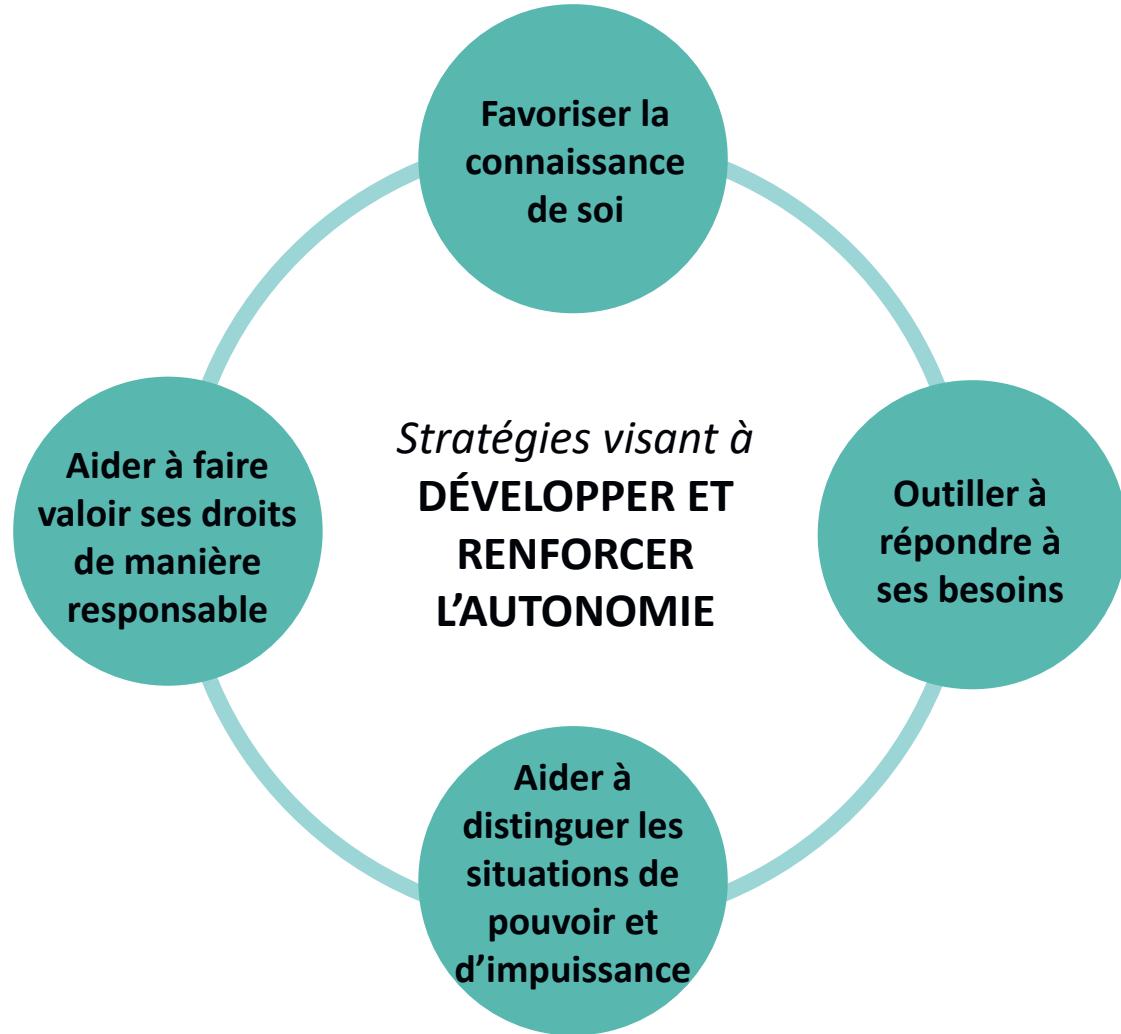 Favoriser la
connaissance
de soi
Stratégies visant à
DÉVELOPPER ET
RENFORCER
L’AUTONOMIE
Outiller à
répondre à
ses besoins
Aider à
distinguer les
situations de
pouvoir et
d’impuissance
Aider à faire
valoir ses droits
de manière
responsable